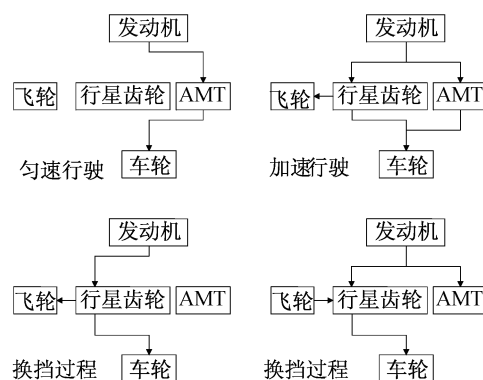 发动机
飞轮 行星齿轮 AMT
匀速行驶 车轮
发动机
飞轮 行星齿轮 AMT
加速行驶 车轮
发动机
飞轮 行星齿轮 AMT
换挡过程 车轮
发动机
飞轮 行星齿轮 AMT
换挡过程 车轮